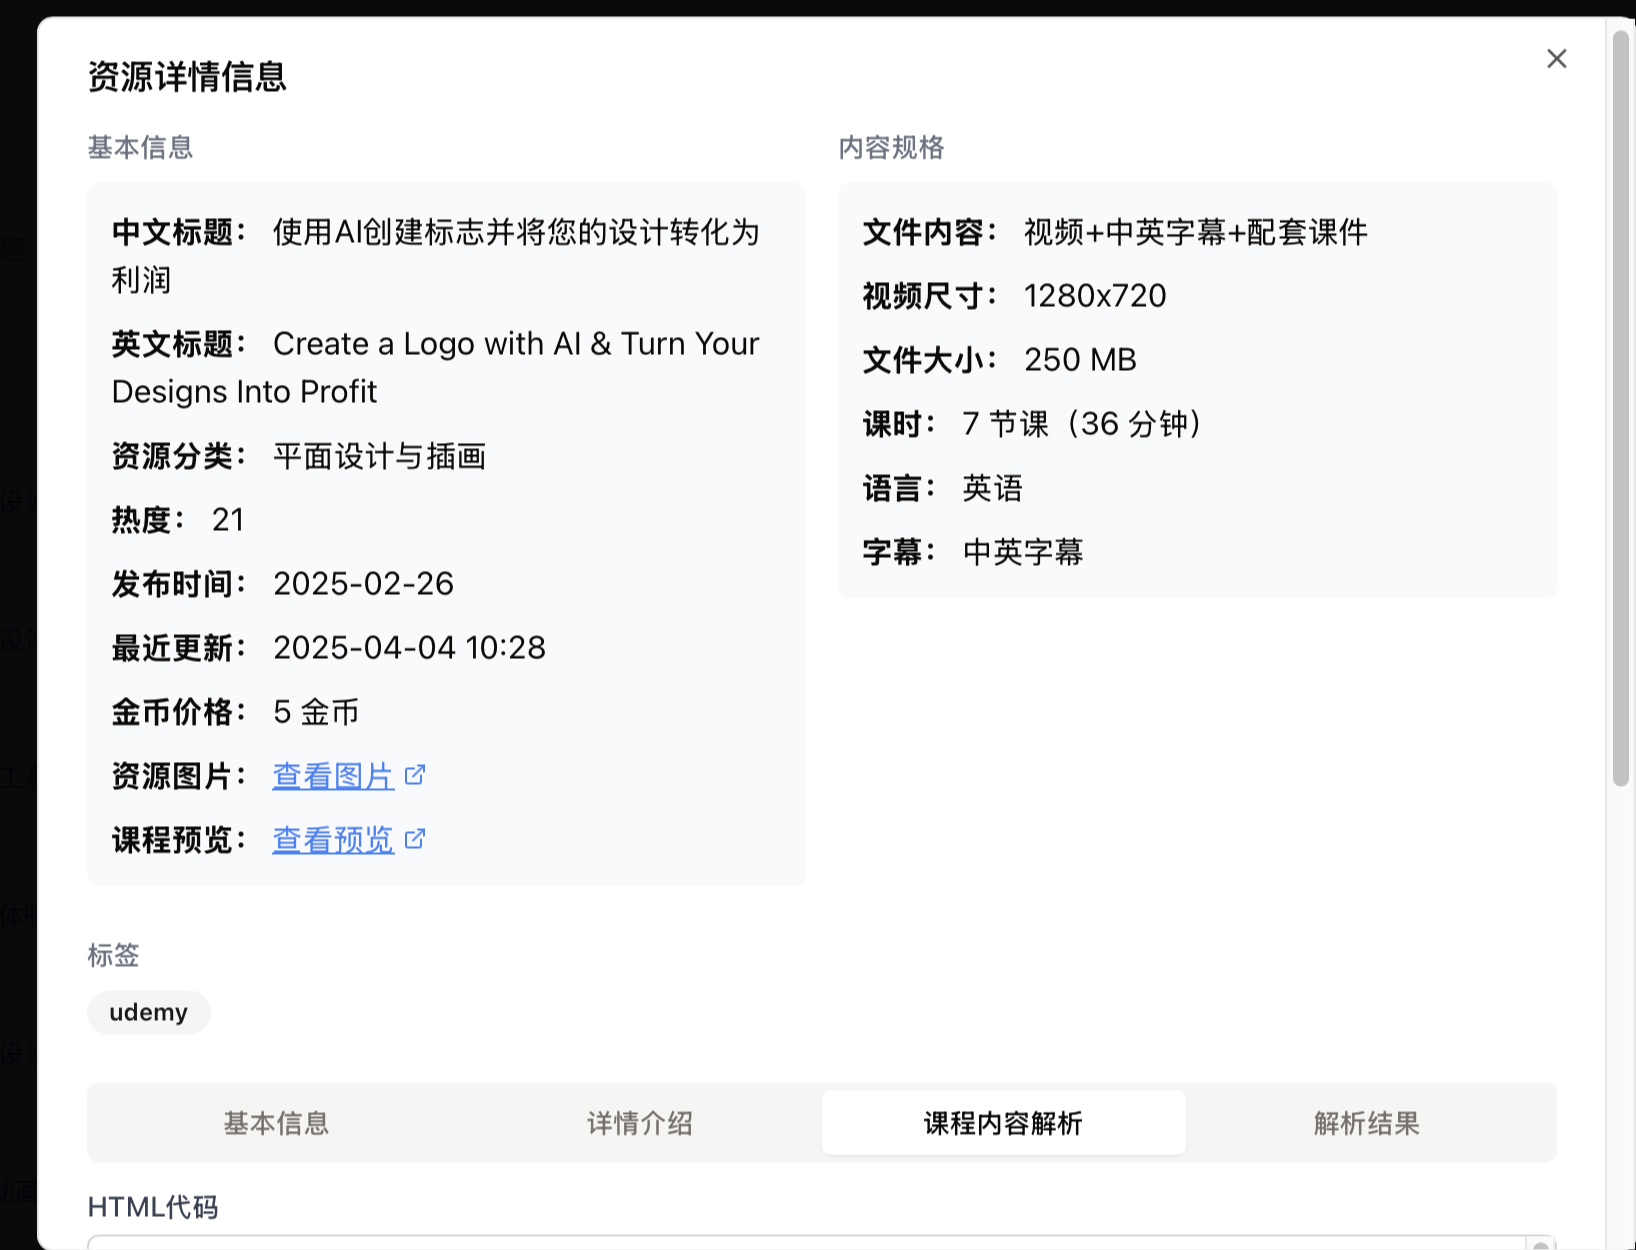 资源详情信息
基本信息
中文标题： 使用AI创建标志并将您的设计转化为
利润
英文标题： Create a Logo with AI & Turn Your
Designs Into Profit
资源分类： 平面设计与插画
热度： 21
发布时间： 2025-02-26
最近更新： 2025-04-04 10:28
金币价格： 5 金币
资源图片： 查看图片
课程预览： 查看预览
内容规格
文件内容： 视频+中英字幕+配套课件
视频尺寸： 1280x720
文件大小： 250 MB
课时： 7 节课（36 分钟）
语言： 英语
字幕： 中英字幕
标签
udemy
基本信息 详情介绍 课程内容解析 解析结果
HTML代码